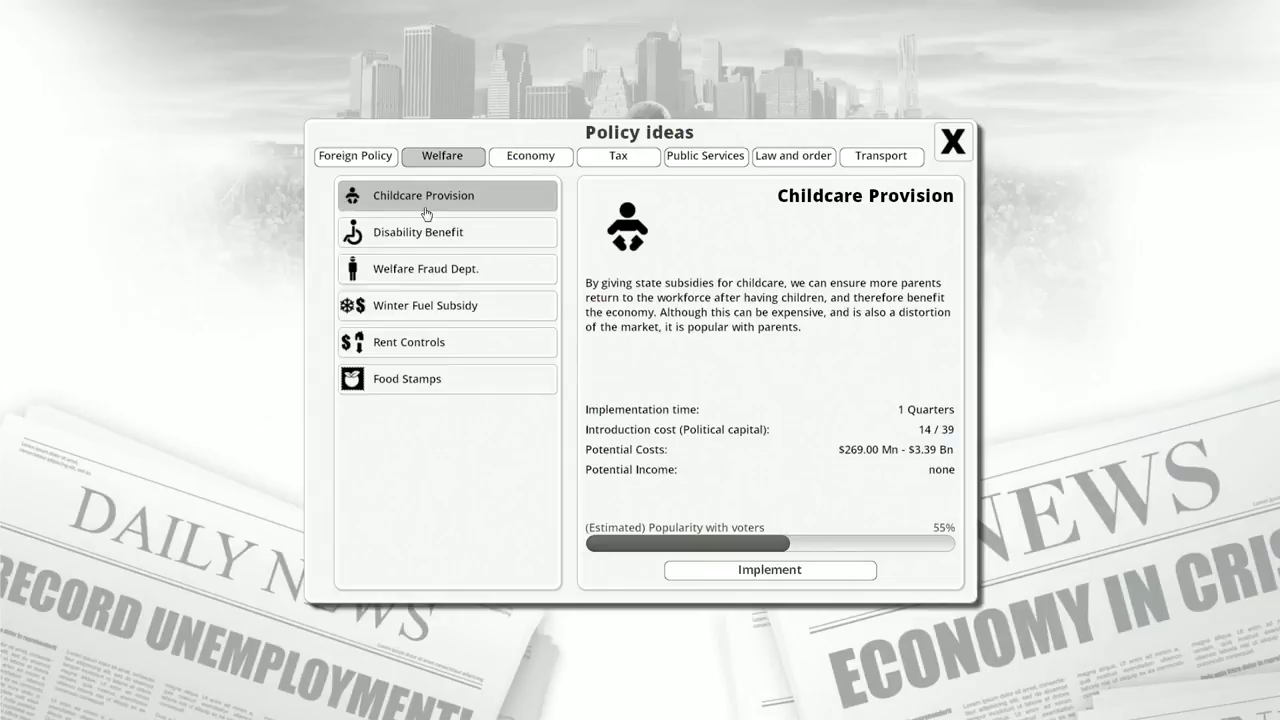 Policy ideas
X
Foreign Policy
Welfare
Economy
Tax
Public Services
Law and order
Transport
Childcare Provision
Disability Benefit
Welfare Fraud Dept.
Winter Fuel Subsidy
Rent Controls
Food Stamps
Childcare Provision
By giving state subsidies for childcare, we can ensure more parents
return to the workforce after having children, and therefore benefit
the economy. Although this can be expensive, and is also a distortion
of the market, it is popular with parents.
Implementation time: 1 Quarters
Introduction cost (Political capital): 14 / 39
Potential Costs: $269.00 Mn - $3.39 Bn
Potential Income: none
(Estimated) Popularity with voters 55%
Implement
DAILY NEWS
RECORD UNEMPLOYMENT
NEWS
ECONOMY IN CRIS